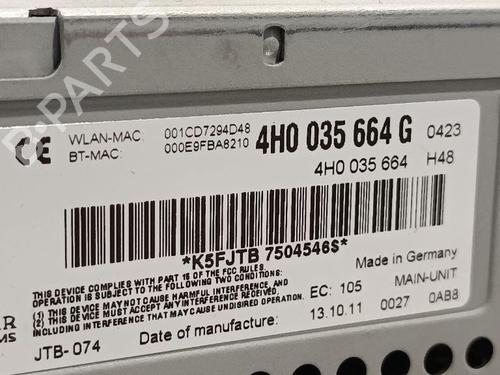 B-PARTS
CE
WLAN-MAC: 001CD7294D48
BT-MAC: 000E9FBA8210
4H0 035 664 G 0423
4H0 035 664 H48
*K5FJTB 7504546$*
THIS DEVICE COMPLIES WITH PART 15 OF THE FCC RULES.
OPERATION IS SUBJECT TO THE FOLLOWING TWO CONDITIONS:
(1) THIS DEVICE MAY NOT CAUSE HARMFUL INTERFERENCE, AND
(2) THIS DEVICE MUST ACCEPT ANY INTERFERENCE RECEIVED,
INCLUDING INTERFERENCE THAT MAY CAUSE UNDESIRED OPERATION
Made in Germany
EC: 105 MAIN-UNIT
13.10.11 0027 0AB8
JTB-074 Date of manufacture: